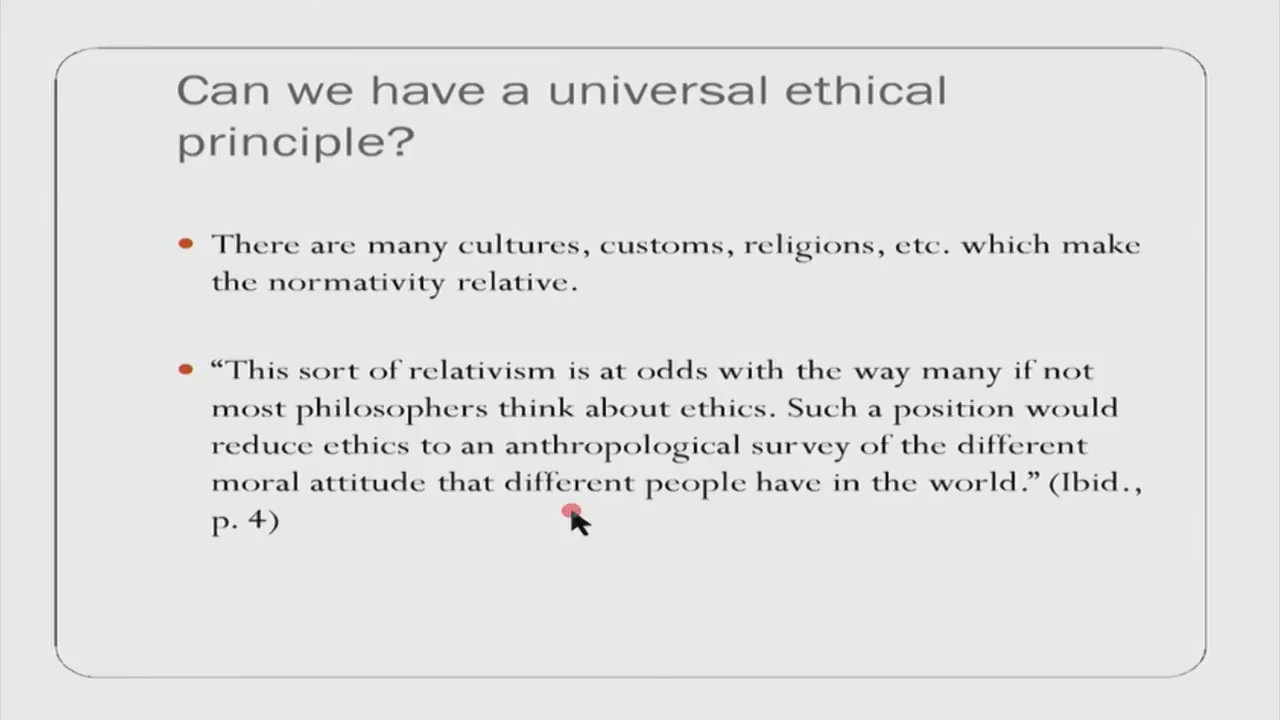 Can we have a universal ethical
principle?
• There are many cultures, customs, religions, etc. which make
the normativity relative.
• “This sort of relativism is at odds with the way many if not
most philosophers think about ethics. Such a position would
reduce ethics to an anthropological survey of the different
moral attitude that different people have in the world.” (Ibid.,
p. 4)